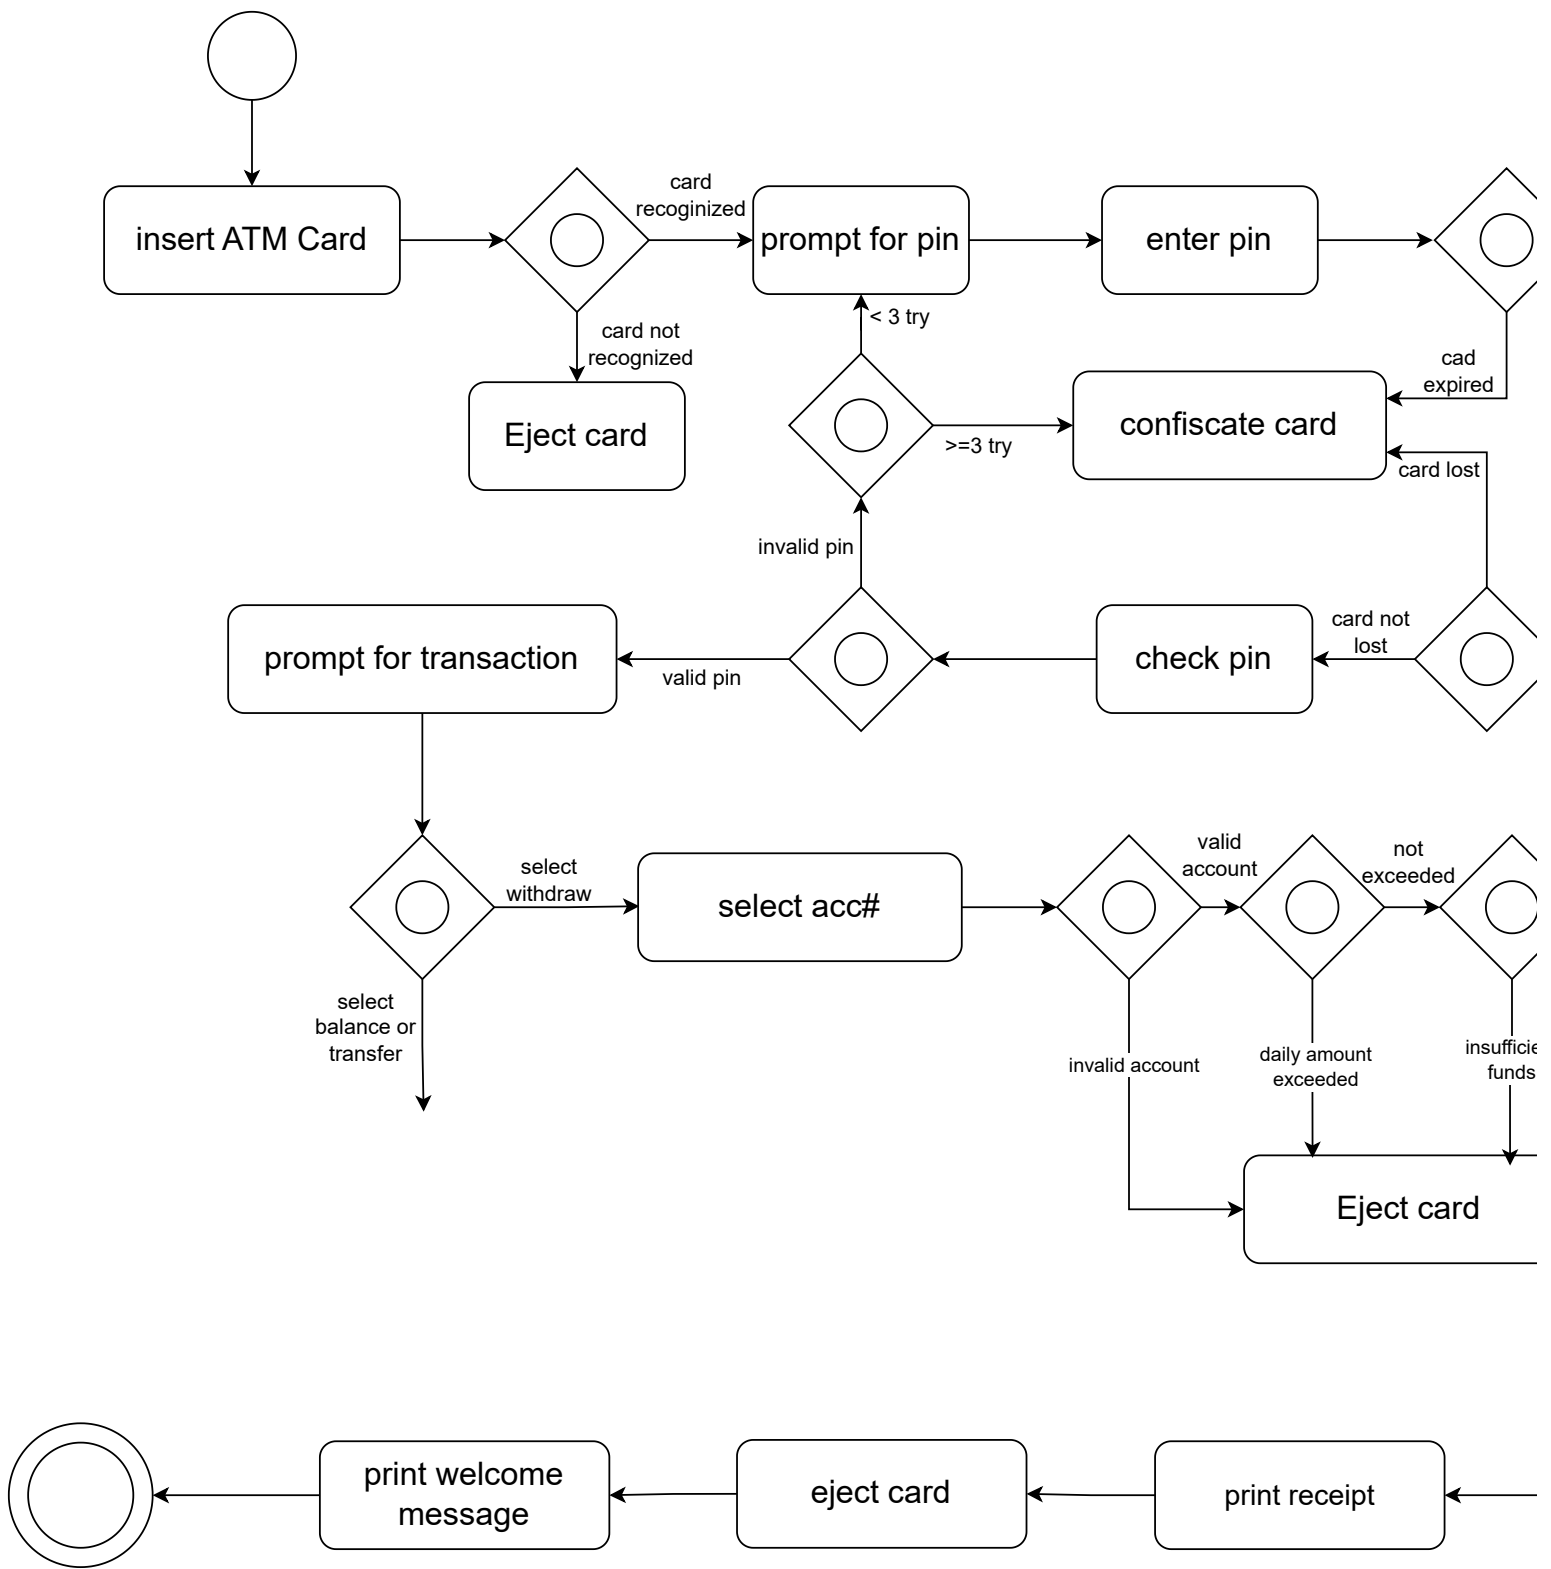 card
recoginized
insert ATM Card
prompt for pin
enter pin
< 3 try
card not
recognized
cad
expired
Eject card
confiscate card
>=3 try
card lost
invalid pin
card not
lost
prompt for transaction
check pin
valid pin
valid
account
not
exceeded
select
withdraw
select acc#
select
balance or
transfer
invalid account
daily amount
exceeded
funds
Eject card
print welcome
message
eject card
print receipt